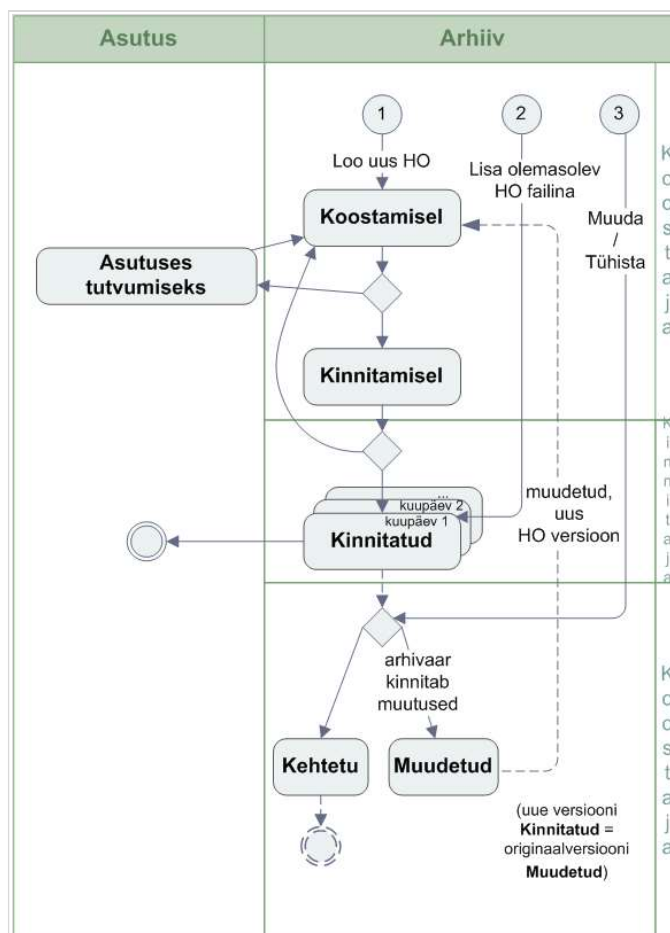 Asutus
Arhiiv
1
2
3
Loo uus HO
Lisa olemasolev
HO failina
Muuda
/
Tühista
Koostamisel
Asutuses
tutvumiseks
Kinnitamisel
...
kuupäev 2
kuupäev 1
Kinnitatud
muudetud,
uus
HO versioon
arhivaar
kinnitab
muutused
Kehtetu
Muudetud
(uue versiooni
Kinnitatud =
originaalversiooni
Muudetud)
K
o
o
s
t
a
j
a
K
i
n
n
i
t
a
j
a
K
o
o
s
t
a
j
a